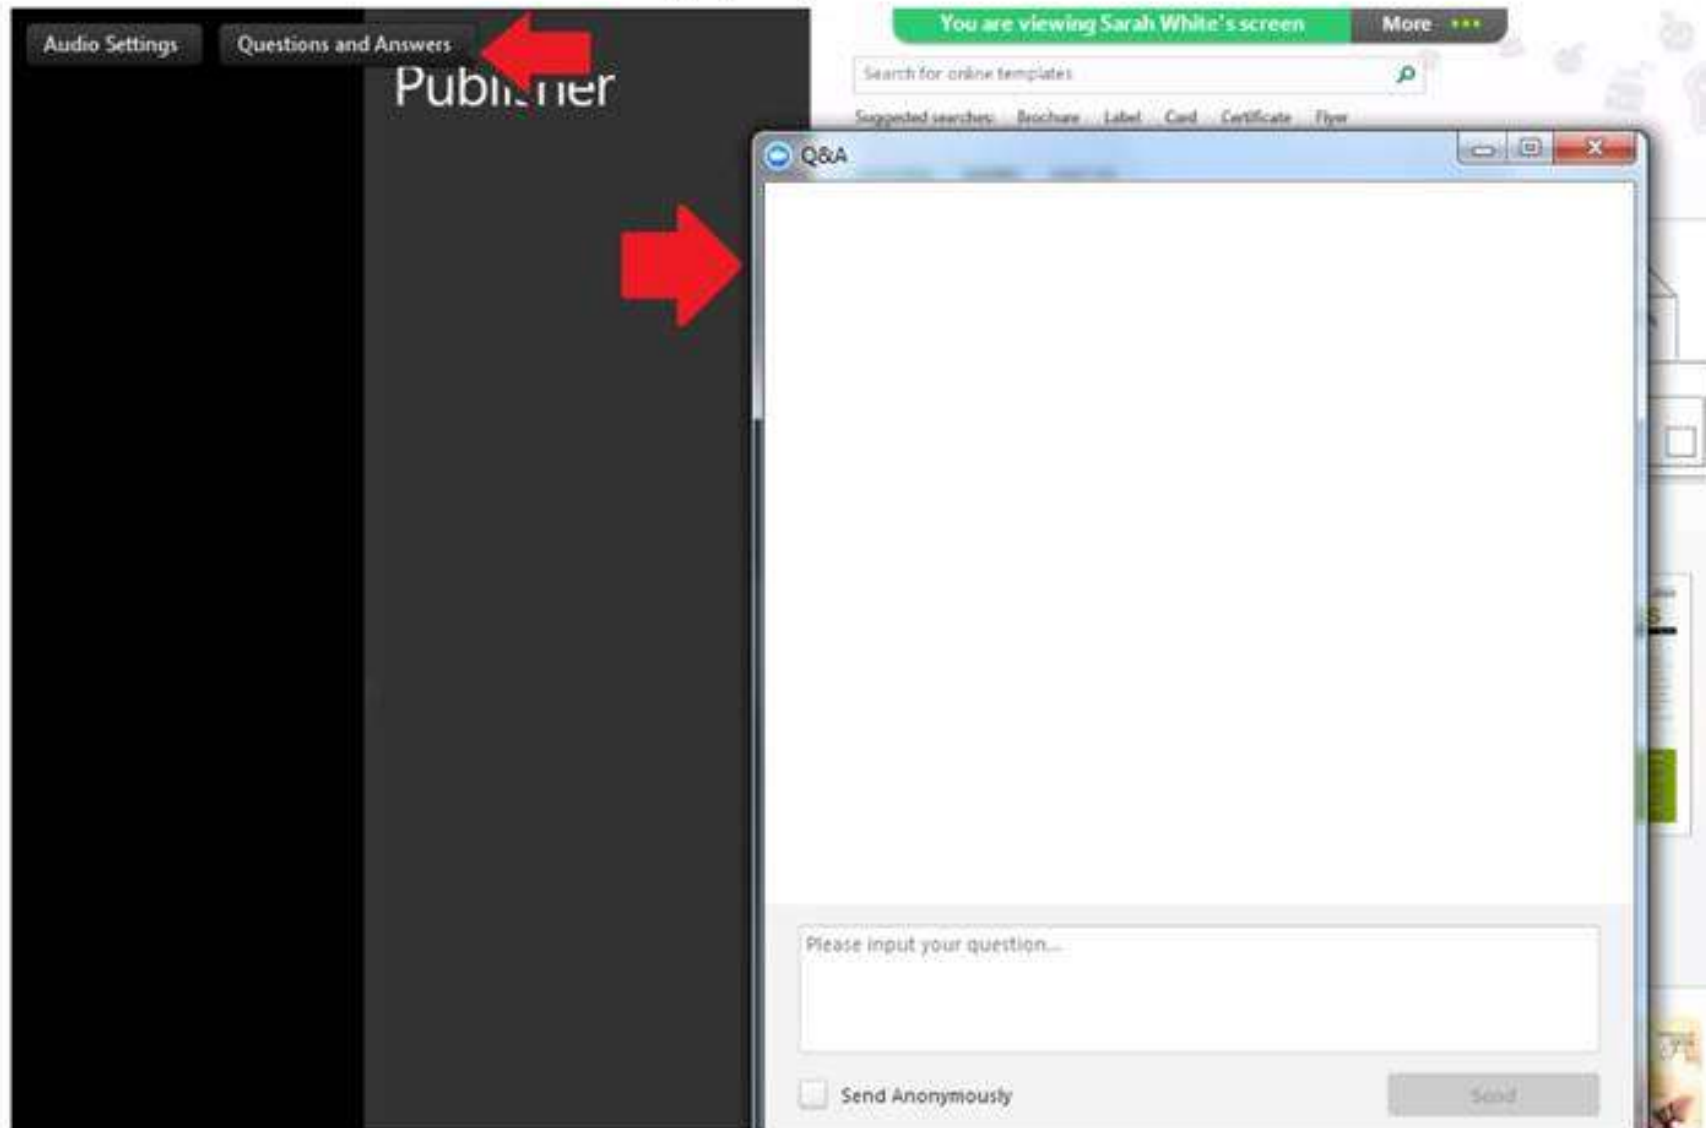 You are viewing Sarah White's screen More
Audio Settings Questions and Answers
Publisher
Search for online templates
Suggested searches: Brochure Label Card Certificate Flyer
Q&A
Please input your question...
Send Anonymously Send